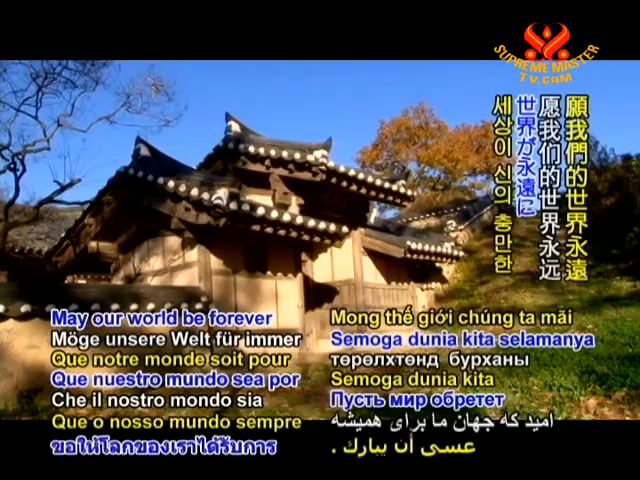 SUPREME MASTER
TV.COM
願我們的世界永遠
愿我们的世界永远
世界が永遠に
세상이 신의 충만한
May our world be forever
Möge unsere Welt für immer
Que notre monde soit pour
Que nuestro mundo sea por
Che il nostro mondo sia
Que o nosso mundo sempre
ขอให้โลกของเราได้รับการ
Mong thế giới chúng ta mãi
Semoga dunia kita selamanya
төрөлхтөнд бурханы
Semoga dunia kita
Пусть мир обретет
امید که جهان ما برای همیشه
عسى أن يبارك .